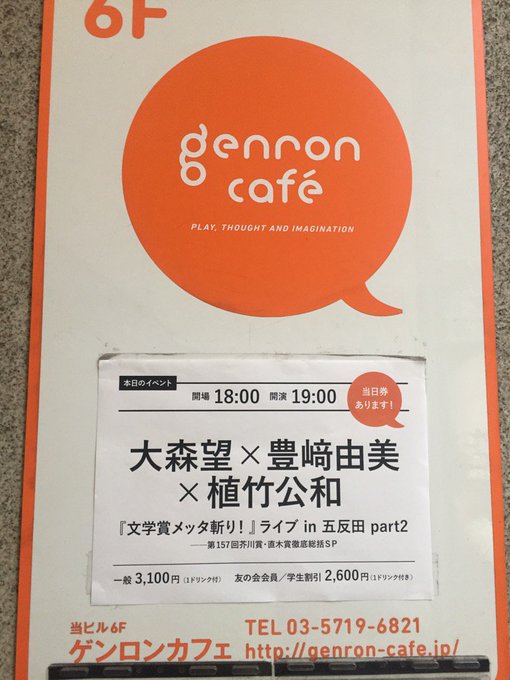 6F
genron
café
PLAY, THOUGHT AND IMAGINATION
本日のイベント
開場 18:00 開演 19:00
当日券
あります!
大森望×豊﨑由美
×植竹公和
『文学賞メッタ斬り!』ライブ in 五反田 part2
──第157回芥川賞・直木賞徹底総括SP
一般 3,100円(1ドリンク付) 友の会会員/学生割引 2,600円(1ドリンク付き)
当ビル6F
ゲンロンカフェ
TEL 03-5719-6821
http://genron-cafe.jp/